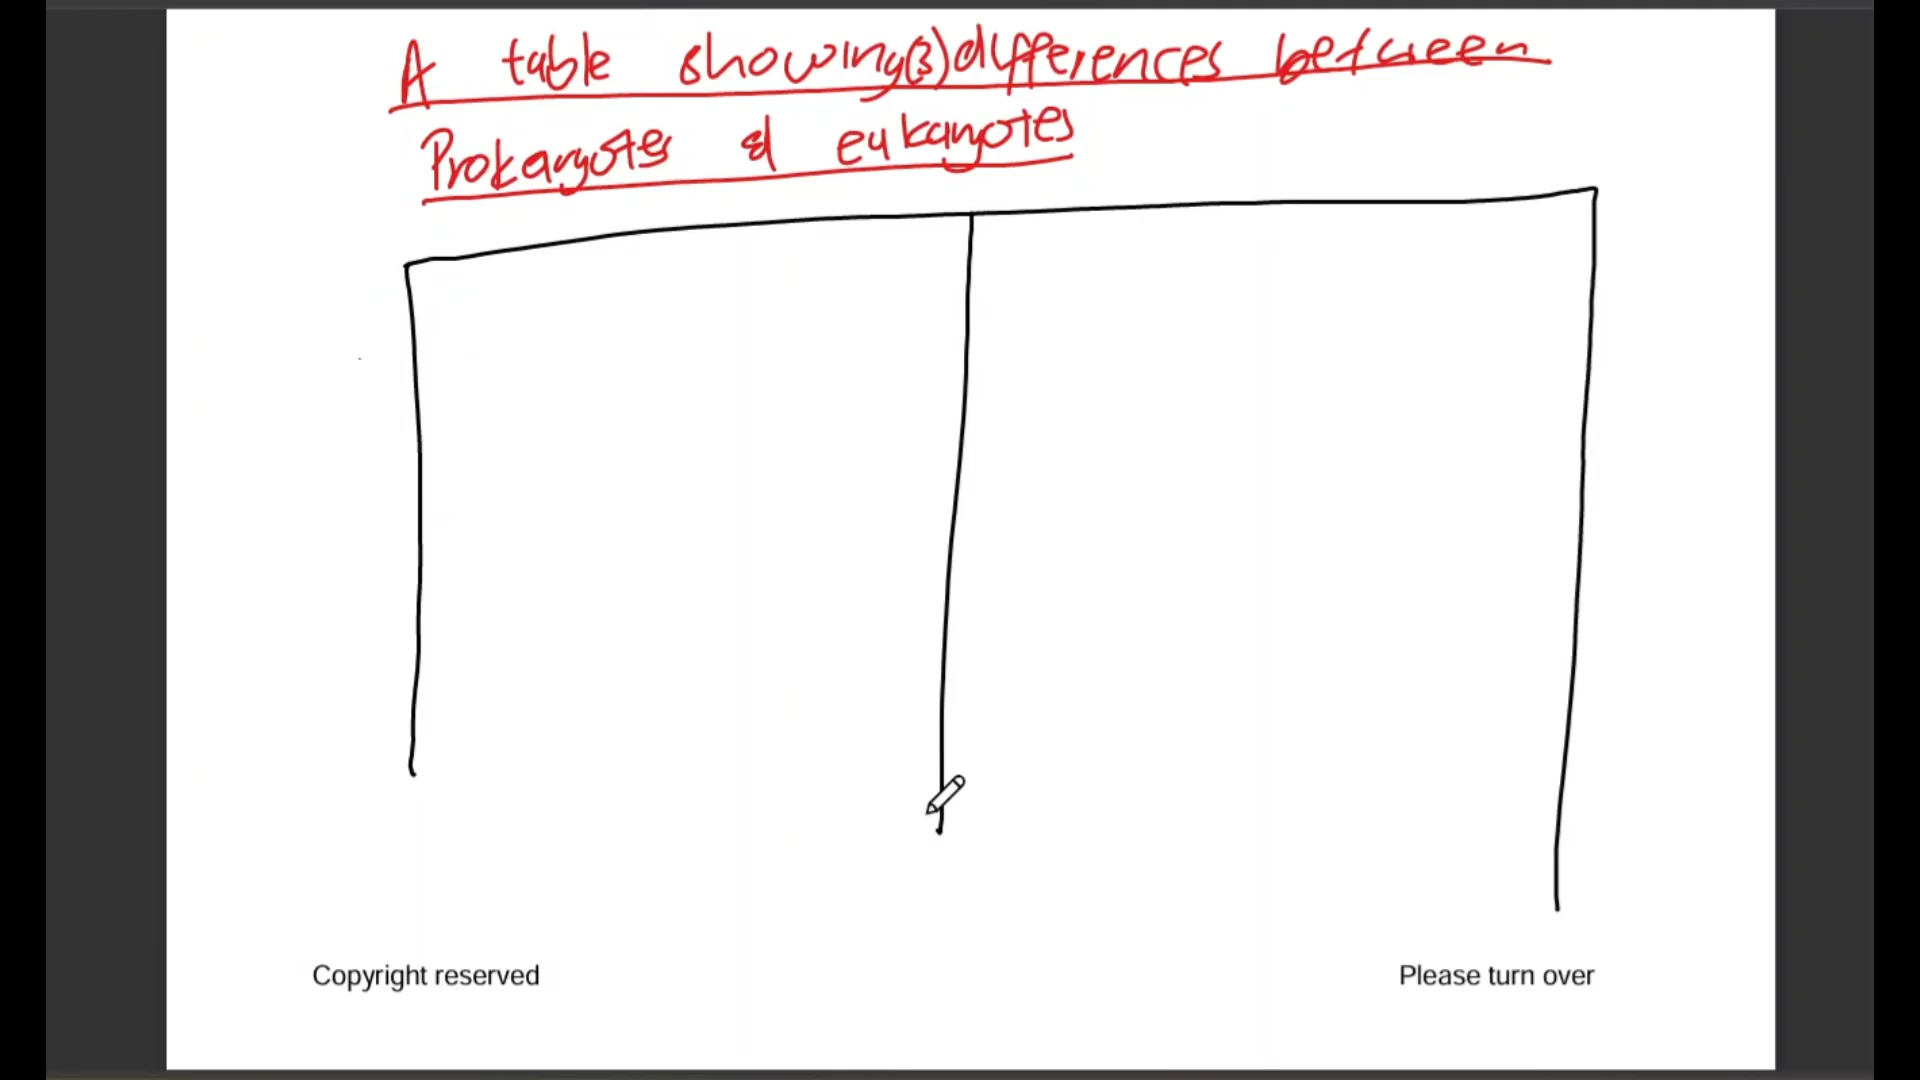 A table showing(3)differences between
Prokaryotes & eukaryotes
Copyright reserved
Please turn over